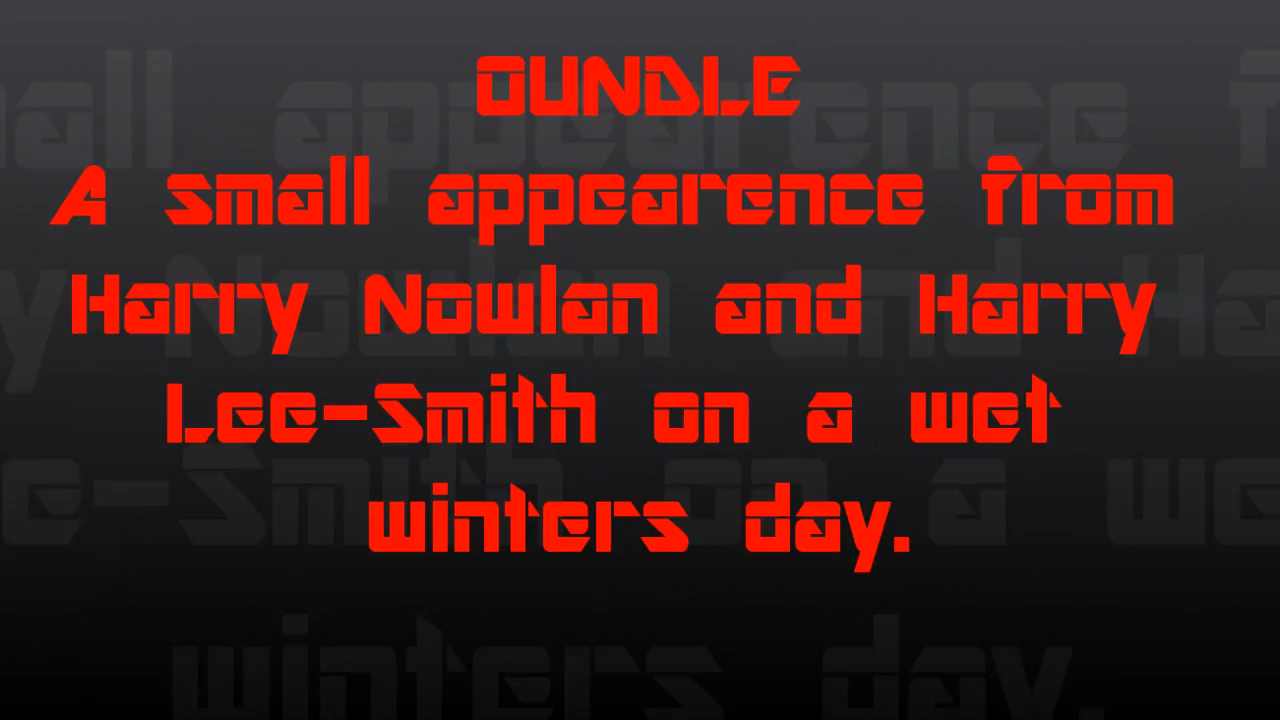 OUNDLE
A small appearence from
Harry Nowlan and Harry
Lee-Smith on a wet
winters day.